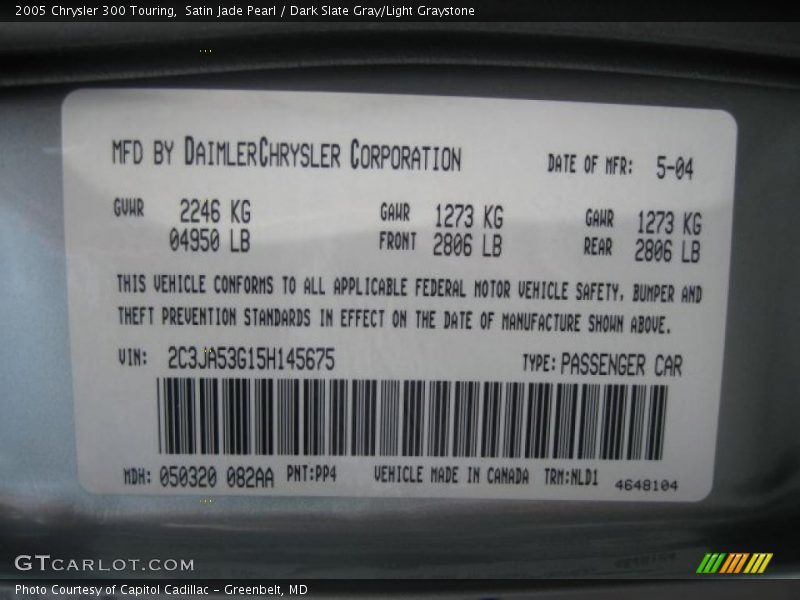 2005 Chrysler 300 Touring,  Satin Jade Pearl / Dark Slate Gray/Light Graystone
MFD BY DAIMLERCHRYSLER CORPORATION DATE OF MFR: 5-04
GVWR 2246 KG GAWR 1273 KG GAWR 1273 KG
04950 LB FRONT 2806 LB REAR 2806 LB
THIS VEHICLE CONFORMS TO ALL APPLICABLE FEDERAL MOTOR VEHICLE SAFETY, BUMPER AND
THEFT PREVENTION STANDARDS IN EFFECT ON THE DATE OF MANUFACTURE SHOWN ABOVE.
VIN: 2C3JA53G15H145675 TYPE: PASSENGER CAR
MDH: 050320 082AA PNT:PP4 VEHICLE MADE IN CANADA TRM:NLD1 4648104
GTCARLOT.COM
Photo Courtesy of Capitol Cadillac - Greenbelt, MD